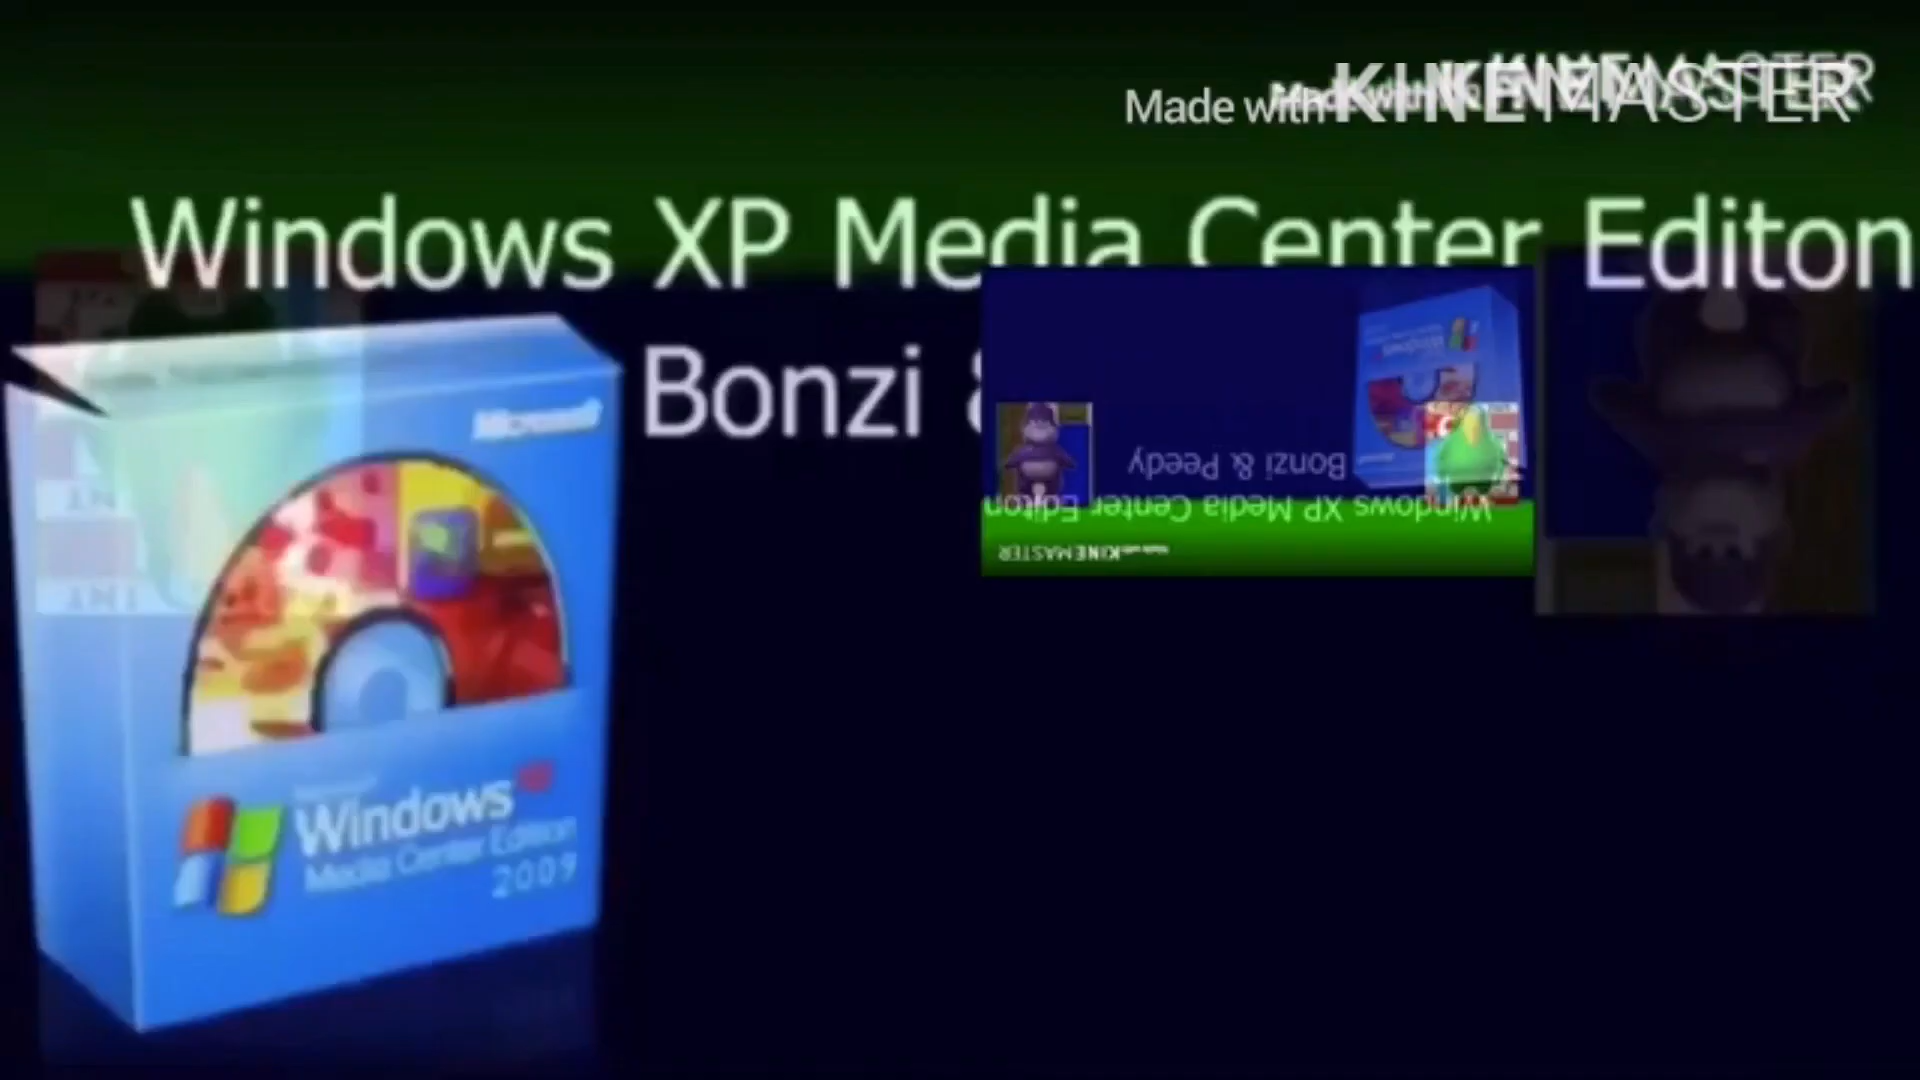 Made with KINEMASTER
Windows XP Media Center Editon
Bonzi &
Microsoft
Windows XP
Media Center Edition
2009
Bonzi & Peedy
Windows XP Media Center Editon
KINEMASTER